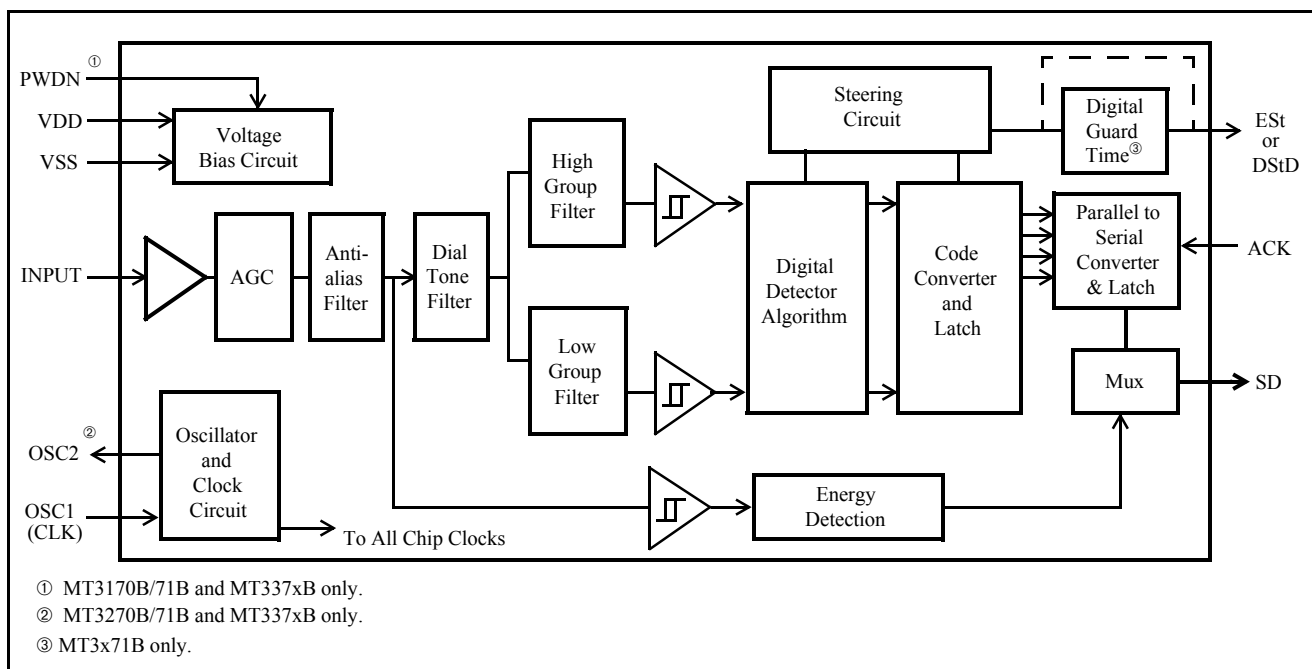 PWDN ①
VDD
VSS
Voltage
Bias Circuit
INPUT
AGC
Anti-
alias
Filter
Dial
Tone
Filter
High
Group
Filter
Low
Group
Filter
Steering
Circuit
Digital
Detector
Algorithm
Code
Converter
and
Latch
Digital
Guard
Time③
ESt
or
DStD
Parallel to
Serial
Converter
& Latch
ACK
Mux
SD
OSC2 ②
OSC1
(CLK)
Oscillator
and
Clock
Circuit
To All Chip Clocks
Energy
Detection
① MT3170B/71B and MT337xB only.
② MT3270B/71B and MT337xB only.
③ MT3x71B only.